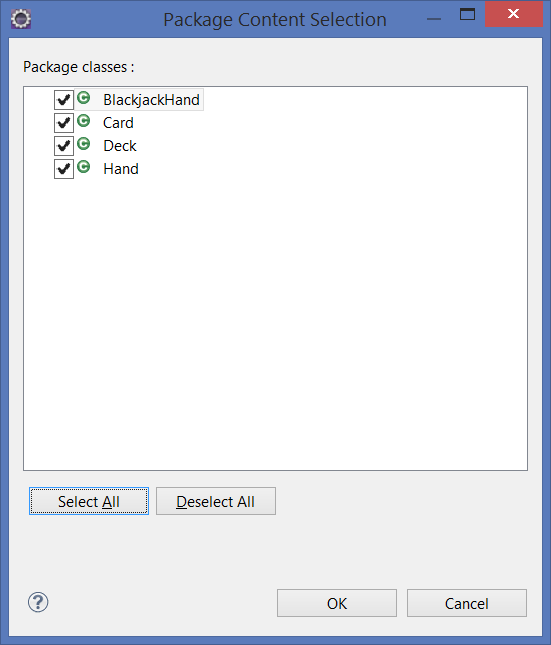 Package Content Selection
Package classes :
BlackjackHand
Card
Deck
Hand
Select All
Deselect All
?
OK
Cancel